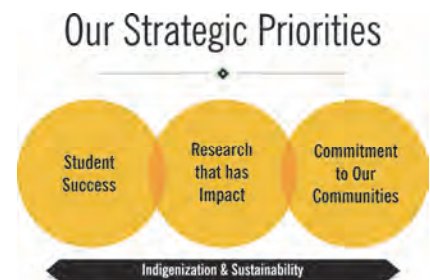 Our Strategic Priorities
Student
Success
Research
that has
Impact
Commitment
to Our
Communities
Indigenization & Sustainability